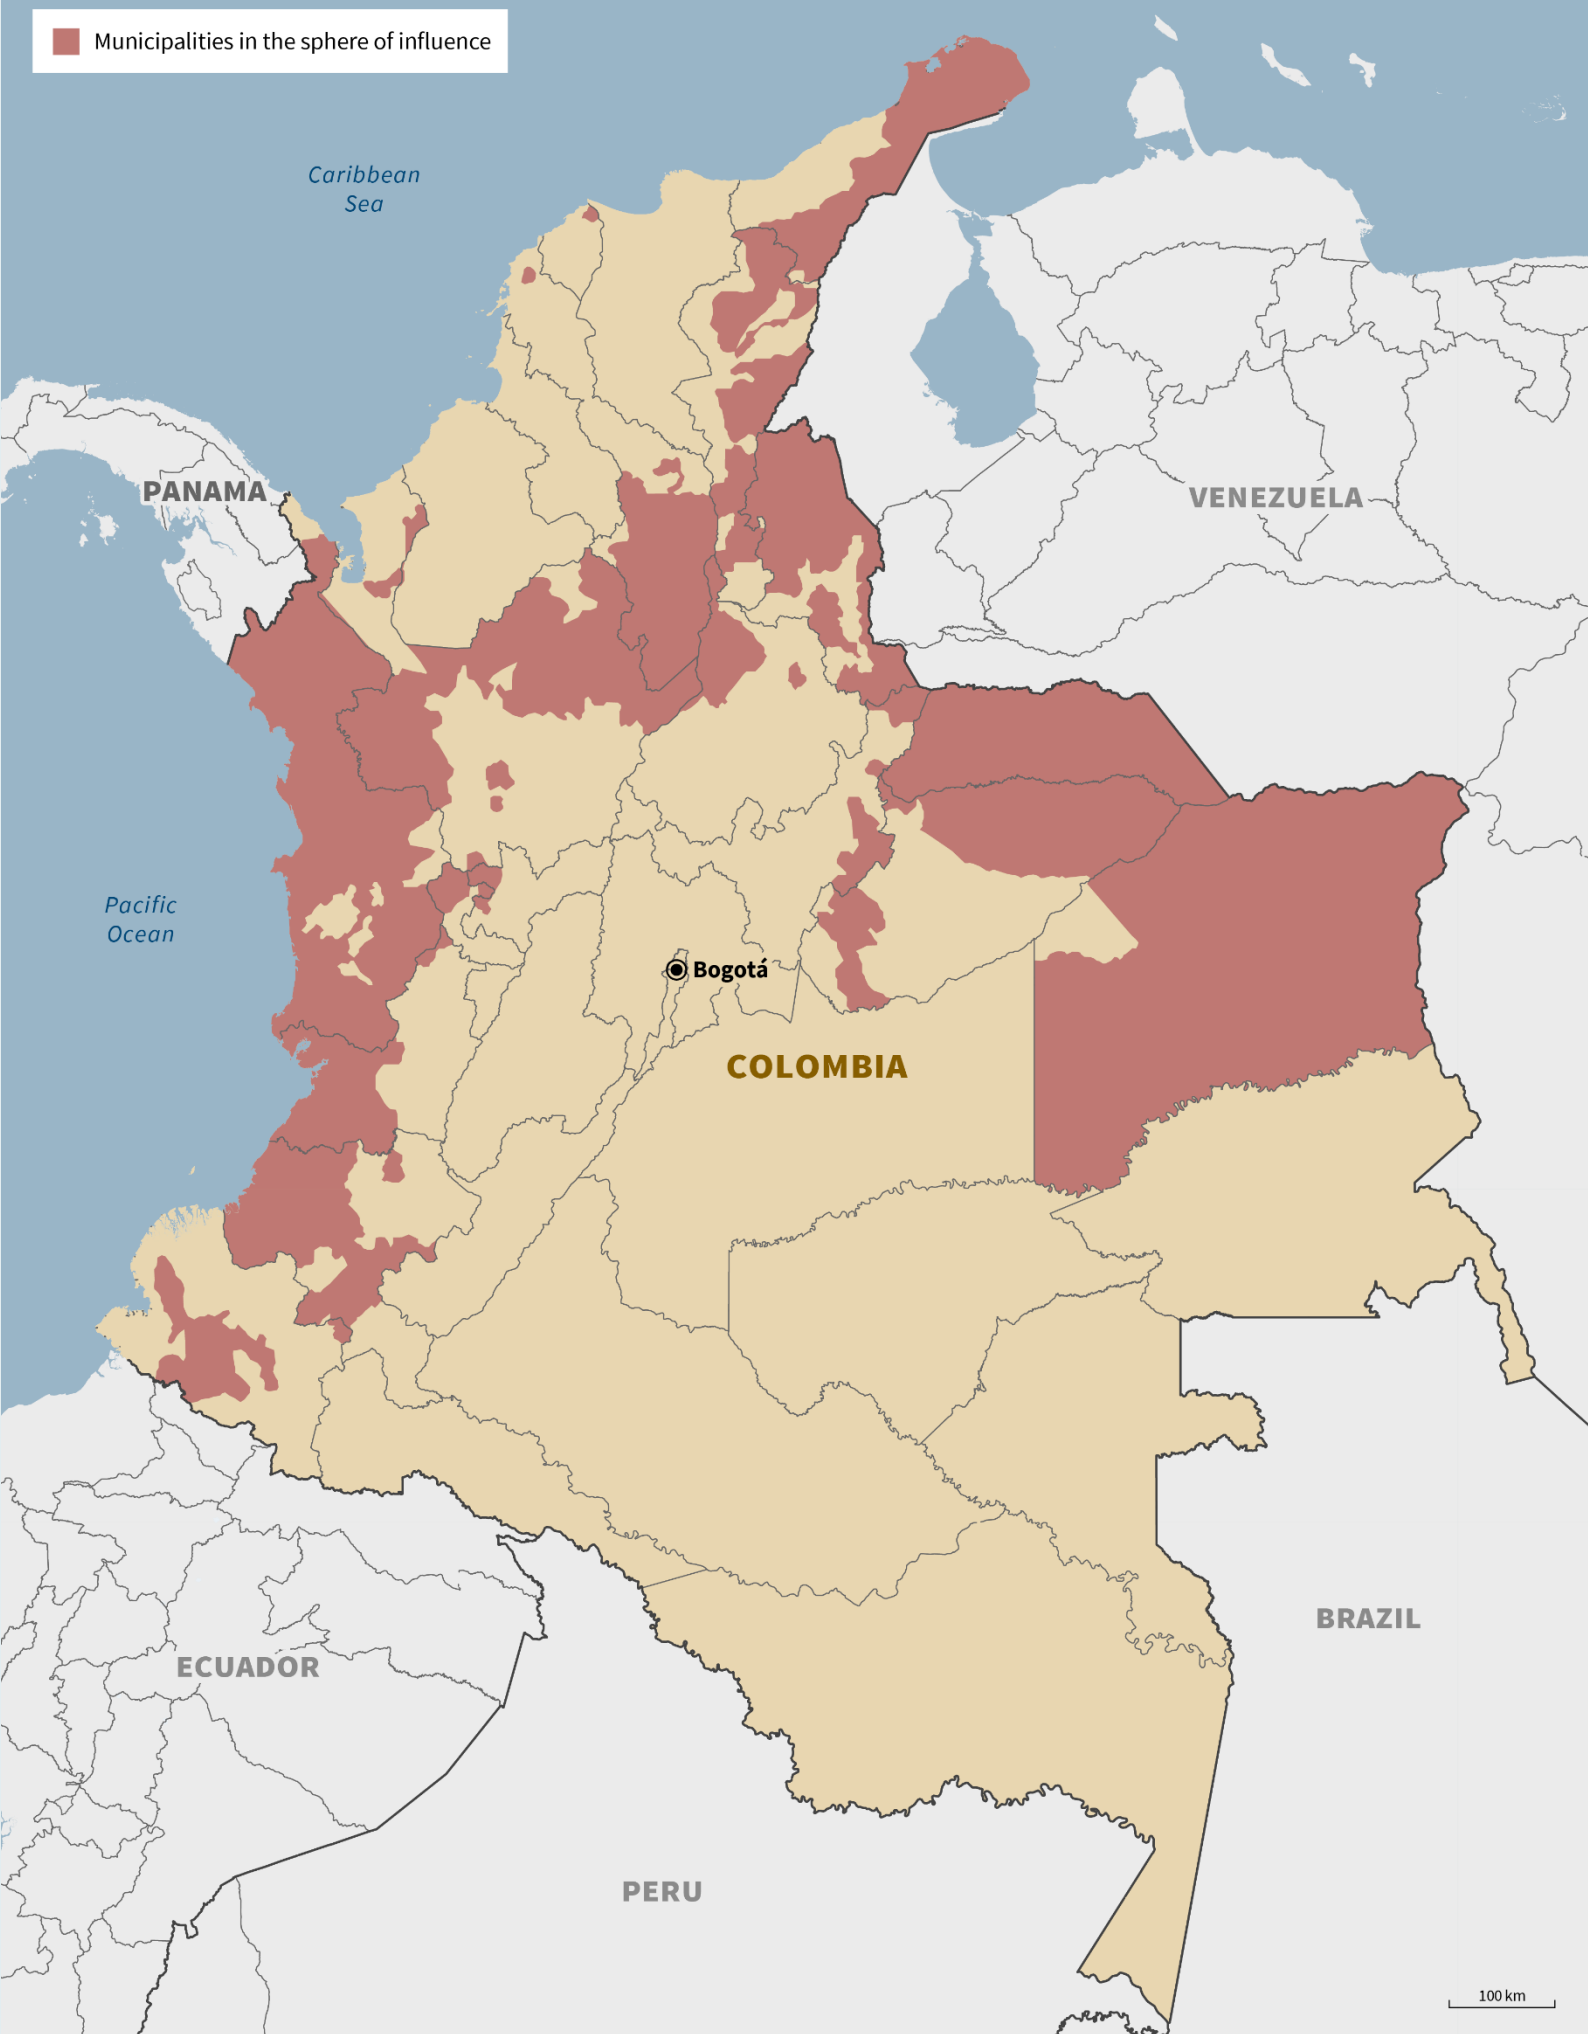 Municipalities in the sphere of influence
Caribbean
Sea
PANAMA
VENEZUELA
Pacific
Ocean
Bogotá
COLOMBIA
BRAZIL
ECUADOR
PERU
100 km